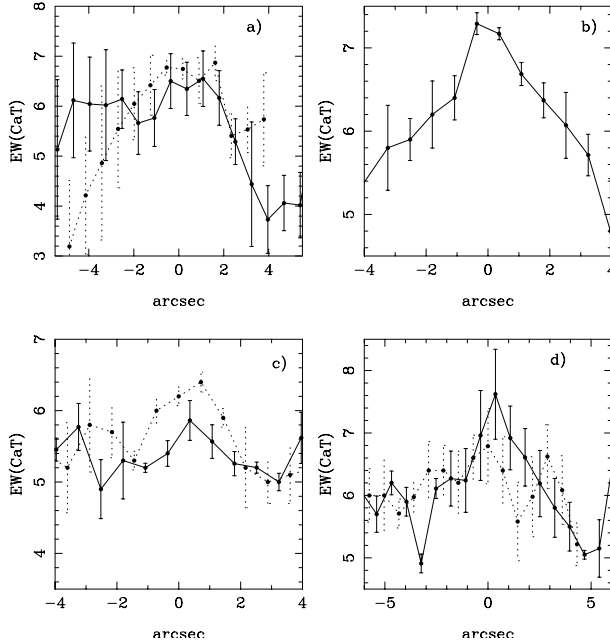 a)
EW(CaT)
8
7
6
5
4
3
−4 −2 0 2 4
arcsec
b)
EW(CaT)
7
6
5
−4 −2 0 2 4
arcsec
c)
EW(CaT)
7
6
5
4
−4 −2 0 2 4
arcsec
d)
EW(CaT)
8
7
6
5
−5 0 5
arcsec